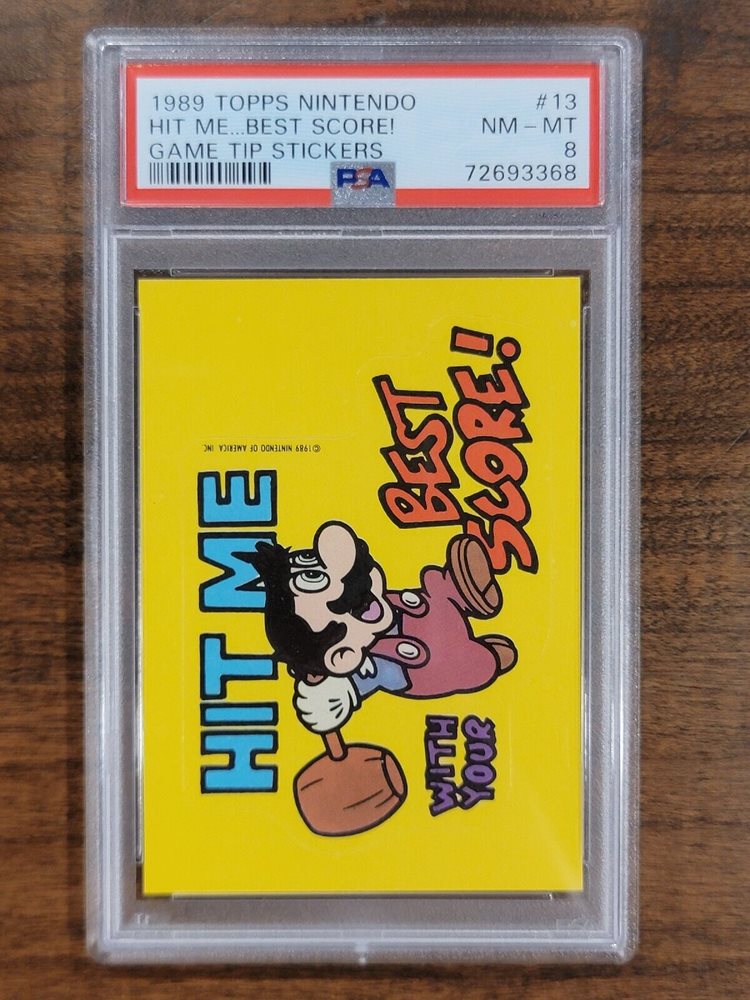 1989 TOPPS NINTENDO #13
HIT ME...BEST SCORE! NM - MT
GAME TIP STICKERS 8
PSA 72693368
HIT ME
WITH
YOUR
BEST
SCORE!
©1989 NINTENDO OF AMERICA INC